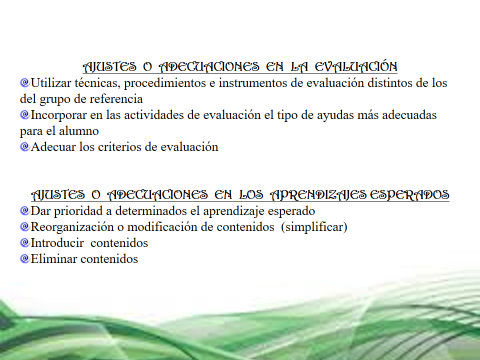 AJUSTES O ADECUACIONES EN LA EVALUACIÓN
Utilizar técnicas, procedimientos e instrumentos de evaluación distintos de los
del grupo de referencia
Incorporar en las actividades de evaluación el tipo de ayudas más adecuadas
para el alumno
Adecuar los criterios de evaluación
AJUSTES O ADECUACIONES EN LOS APRENDIZAJES ESPERADOS
Dar prioridad a determinados el aprendizaje esperado
Reorganización o modificación de contenidos (simplificar)
Introducir contenidos
Eliminar contenidos